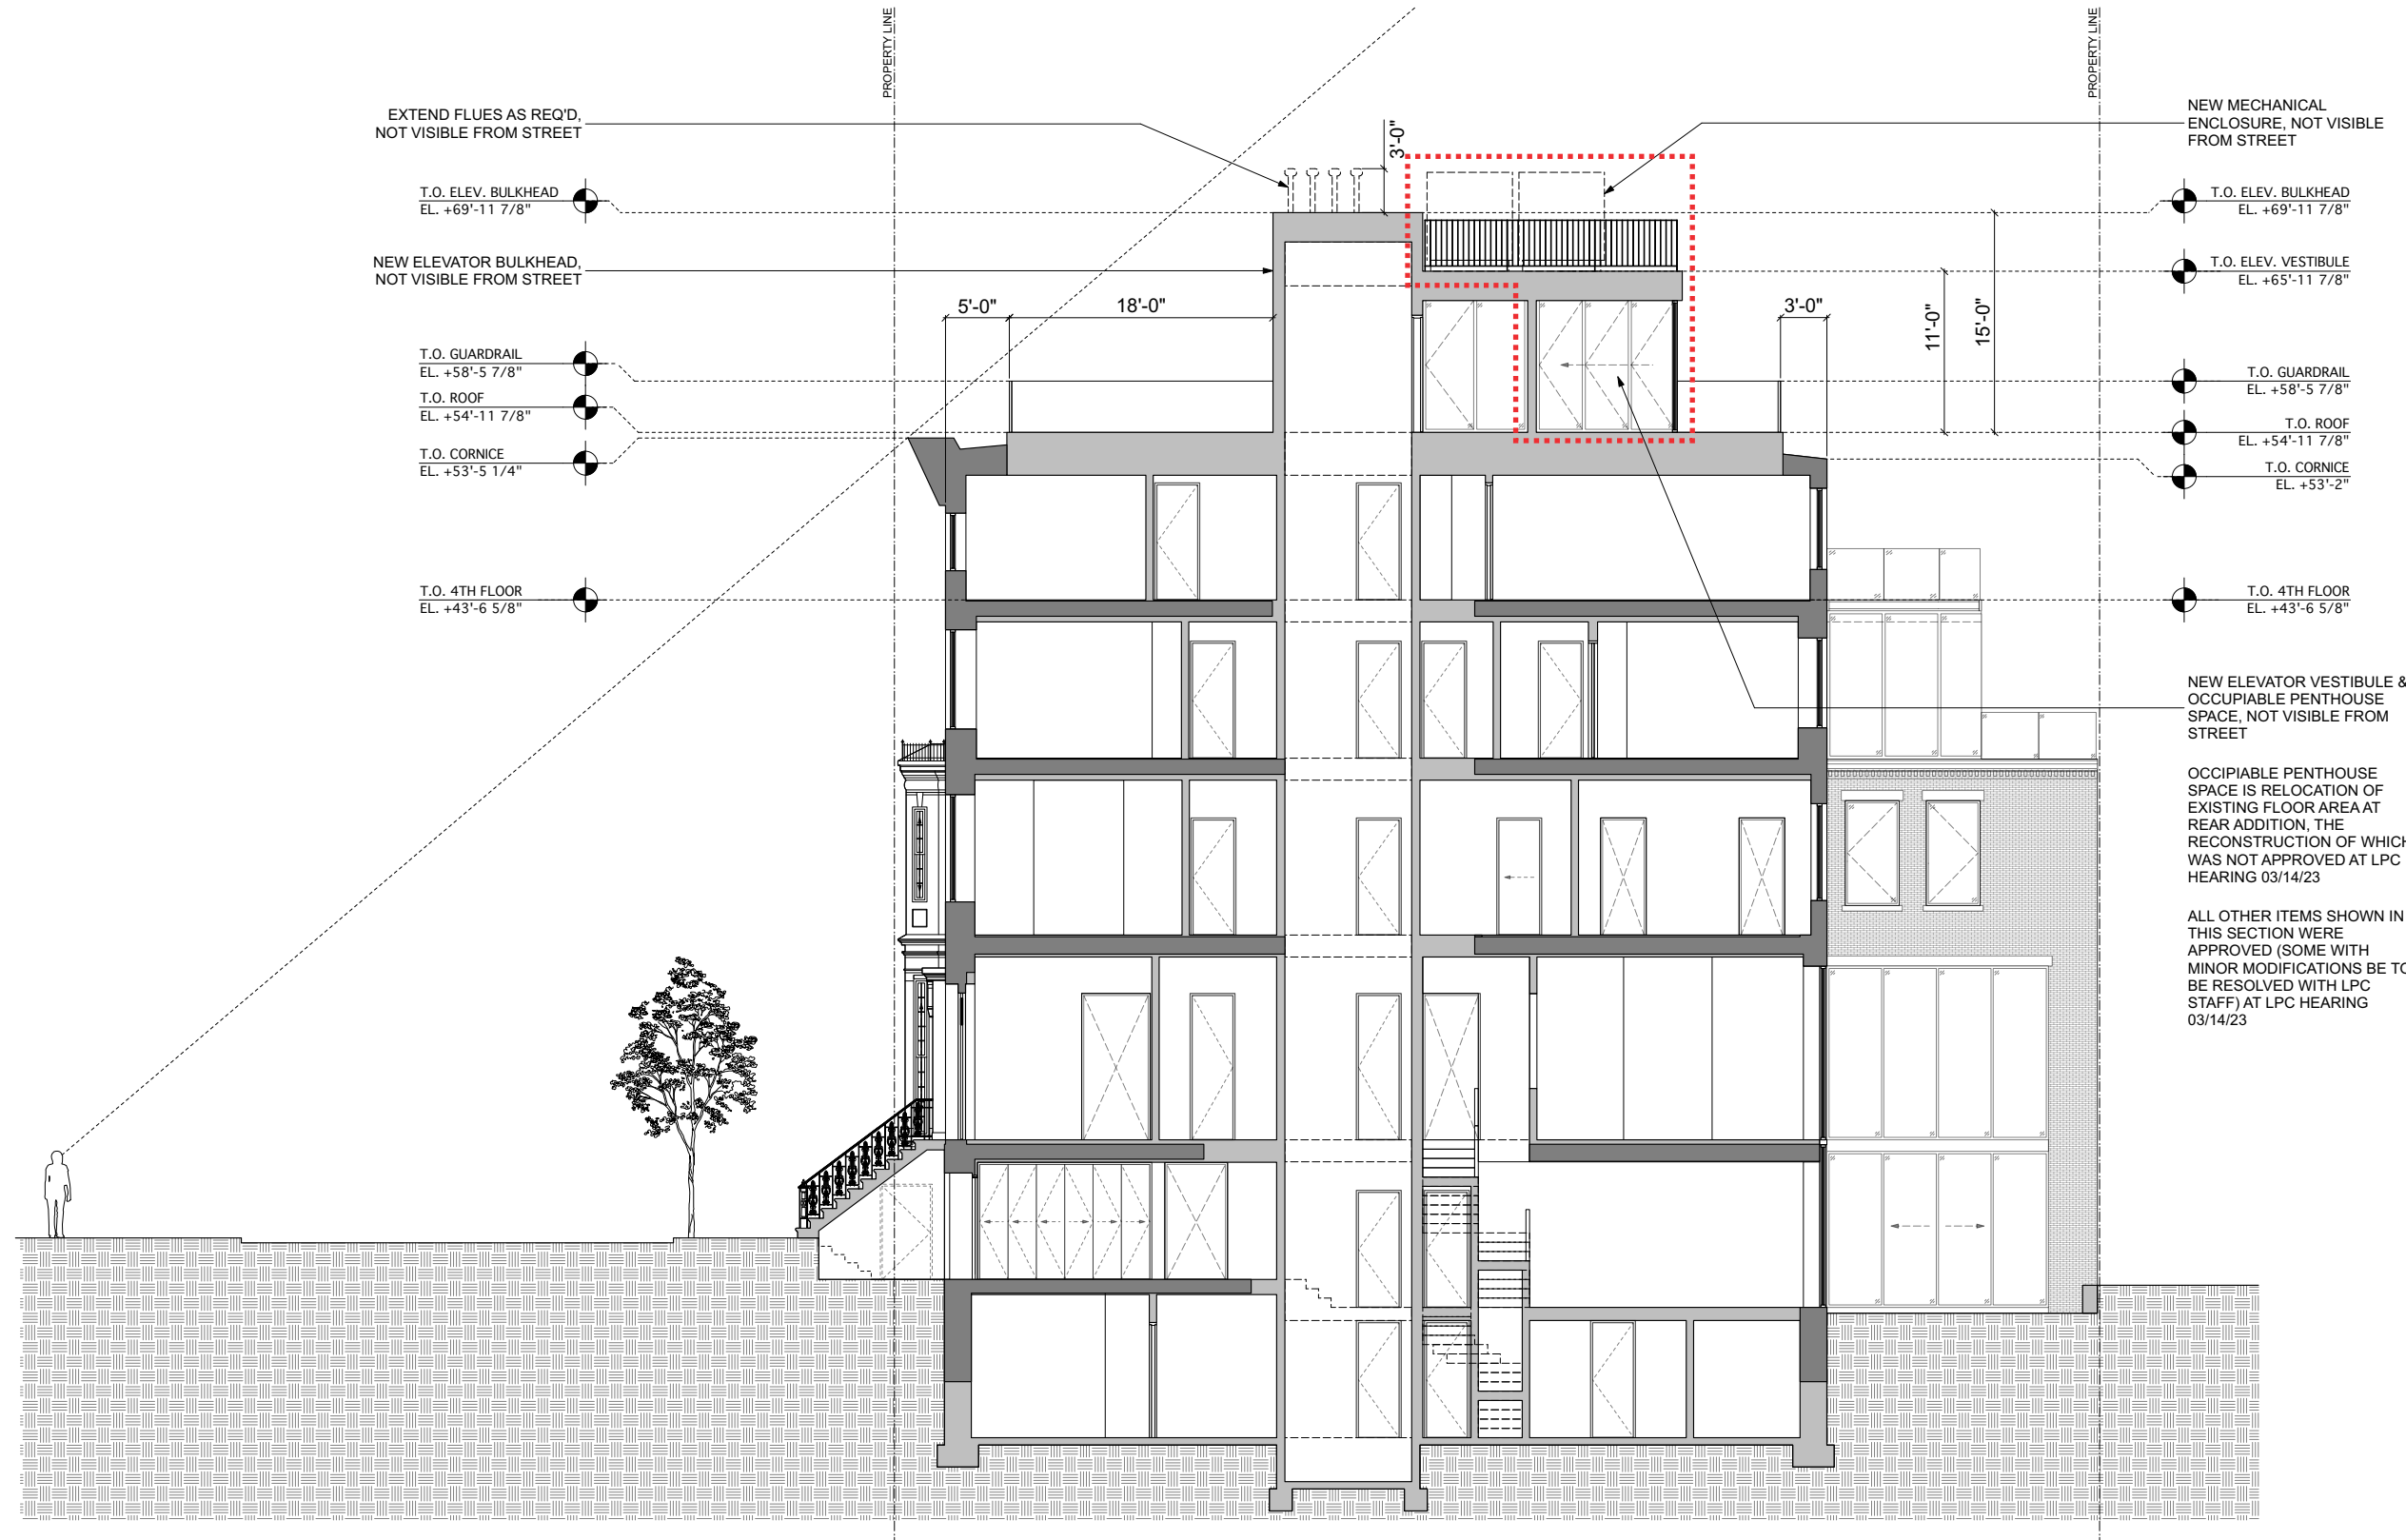 PROPERTY LINE
PROPERTY LINE
EXTEND FLUES AS REQ'D,
NOT VISIBLE FROM STREET
T.O. ELEV. BULKHEAD
EL. +69'-11 7/8"
NEW ELEVATOR BULKHEAD,
NOT VISIBLE FROM STREET
T.O. GUARDRAIL
EL. +58'-5 7/8"
T.O. ROOF
EL. +54'-11 7/8"
T.O. CORNICE
EL. +53'-5 1/4"
T.O. 4TH FLOOR
EL. +43'-6 5/8"
5'-0"
18'-0"
3'-0"
3'-0"
11'-0"
15'-0"
NEW MECHANICAL
ENCLOSURE, NOT VISIBLE
FROM STREET
T.O. ELEV. BULKHEAD
EL. +69'-11 7/8"
T.O. ELEV. VESTIBULE
EL. +65'-11 7/8"
T.O. GUARDRAIL
EL. +58'-5 7/8"
T.O. ROOF
EL. +54'-11 7/8"
T.O. CORNICE
EL. +53'-2"
T.O. 4TH FLOOR
EL. +43'-6 5/8"
NEW ELEVATOR VESTIBULE &
OCCUPIABLE PENTHOUSE
SPACE, NOT VISIBLE FROM
STREET
OCCIPIABLE PENTHOUSE
SPACE IS RELOCATION OF
EXISTING FLOOR AREA AT
REAR ADDITION, THE
RECONSTRUCTION OF WHICH
WAS NOT APPROVED AT LPC
HEARING 03/14/23
ALL OTHER ITEMS SHOWN IN
THIS SECTION WERE
APPROVED (SOME WITH
MINOR MODIFICATIONS BE TO
BE RESOLVED WITH LPC
STAFF) AT LPC HEARING
03/14/23